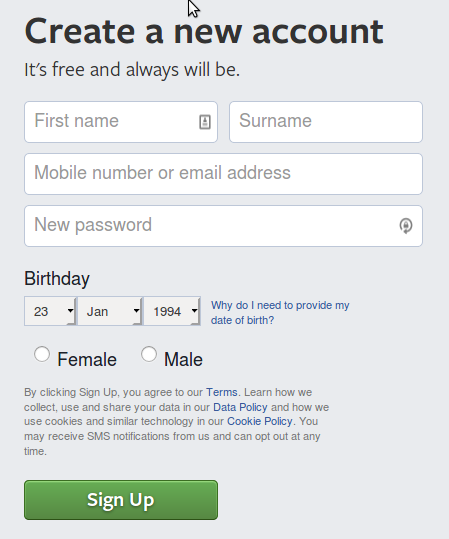 Create a new account
It's free and always will be.
First name Surname
Mobile number or email address
New password
Birthday
23 Jan 1994 Why do I need to provide my
date of birth?
Female Male
By clicking Sign Up, you agree to our Terms. Learn how we
collect, use and share your data in our Data Policy and how we
use cookies and similar technology in our Cookie Policy. You
may receive SMS notifications from us and can opt out at any
time.
Sign Up